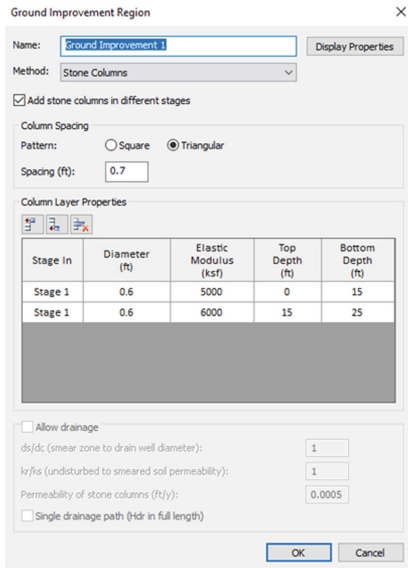 Ground Improvement Region
Name: Ground Improvement 1 Display Properties
Method: Stone Columns
Add stone columns in different stages
Column Spacing
Pattern: Square Triangular
Spacing (ft): 0.7
Column Layer Properties
Stage In Diameter (ft) Elastic Modulus (ksf) Top Depth (ft) Bottom Depth (ft)
Stage 1 0.6 5000 0 15
Stage 1 0.6 6000 15 25
Allow drainage
ds/dc (smear zone to drain well diameter): 1
kr/ks (undisturbed to smeared soil permeability): 1
Permeability of stone columns (ft/y): 0.0005
Single drainage path (Hdr in full length)
OK Cancel